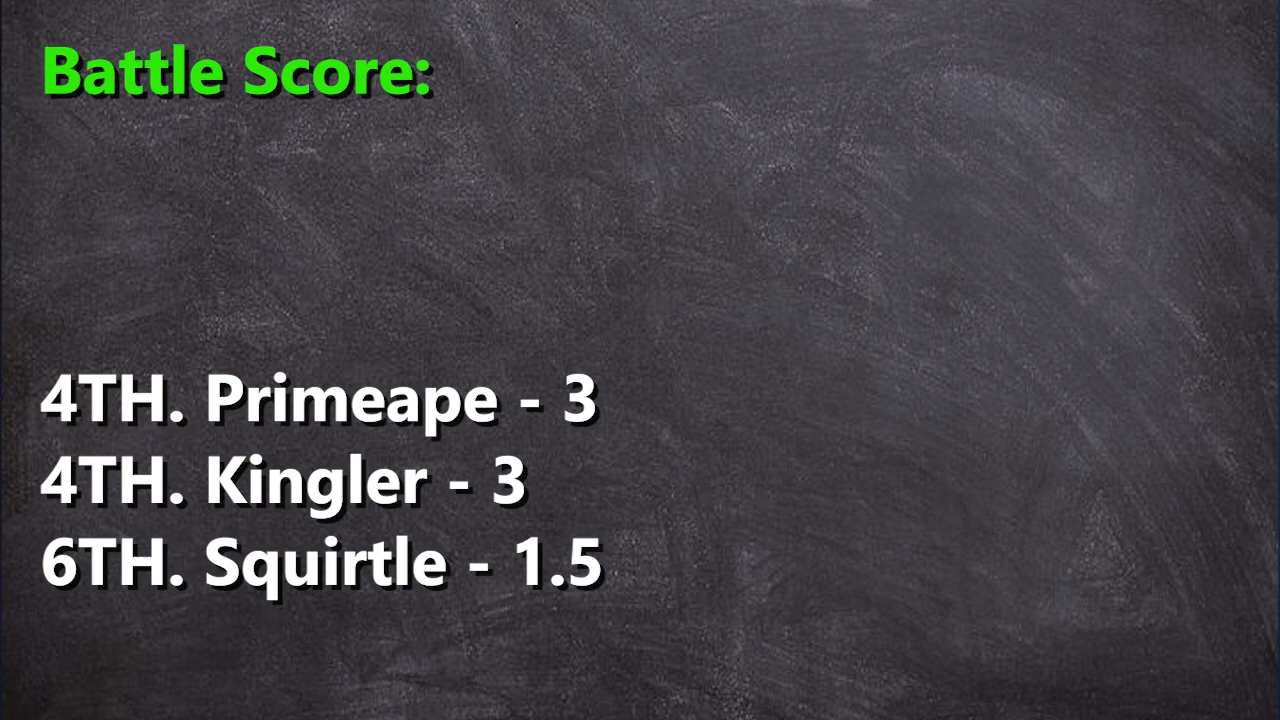 Battle Score:
4TH. Primeape - 3
4TH. Kingler - 3
6TH. Squirtle - 1.5